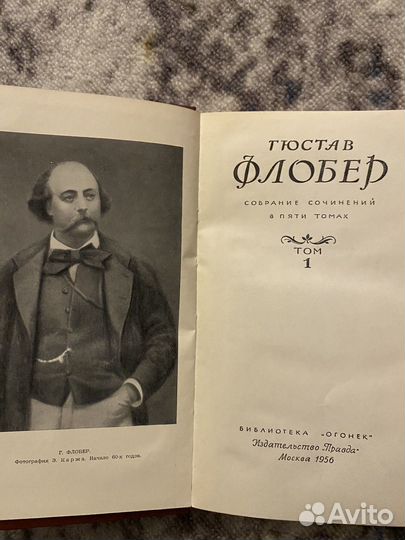 Г. ФЛОБЕР.
Фотография Э. Каржа. Начало 60-х годов.
ГЮСТАВ
ФЛОБЕР
СОБРАНИЕ СОЧИНЕНИЙ
В ПЯТИ ТОМАХ
ТОМ
1
БИБЛИОТЕКА „ОГОНЕК“
Издательство „Правда“
Москва 1956
Avito